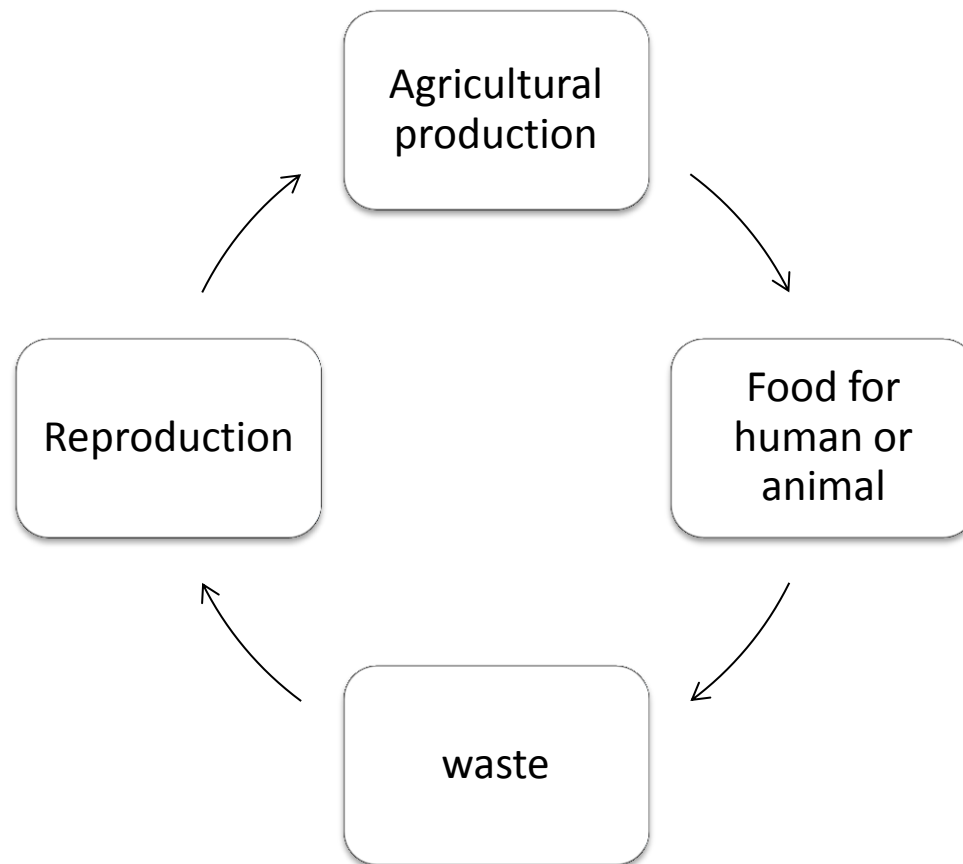 Agricultural
production
Food for
human or
animal
waste
Reproduction